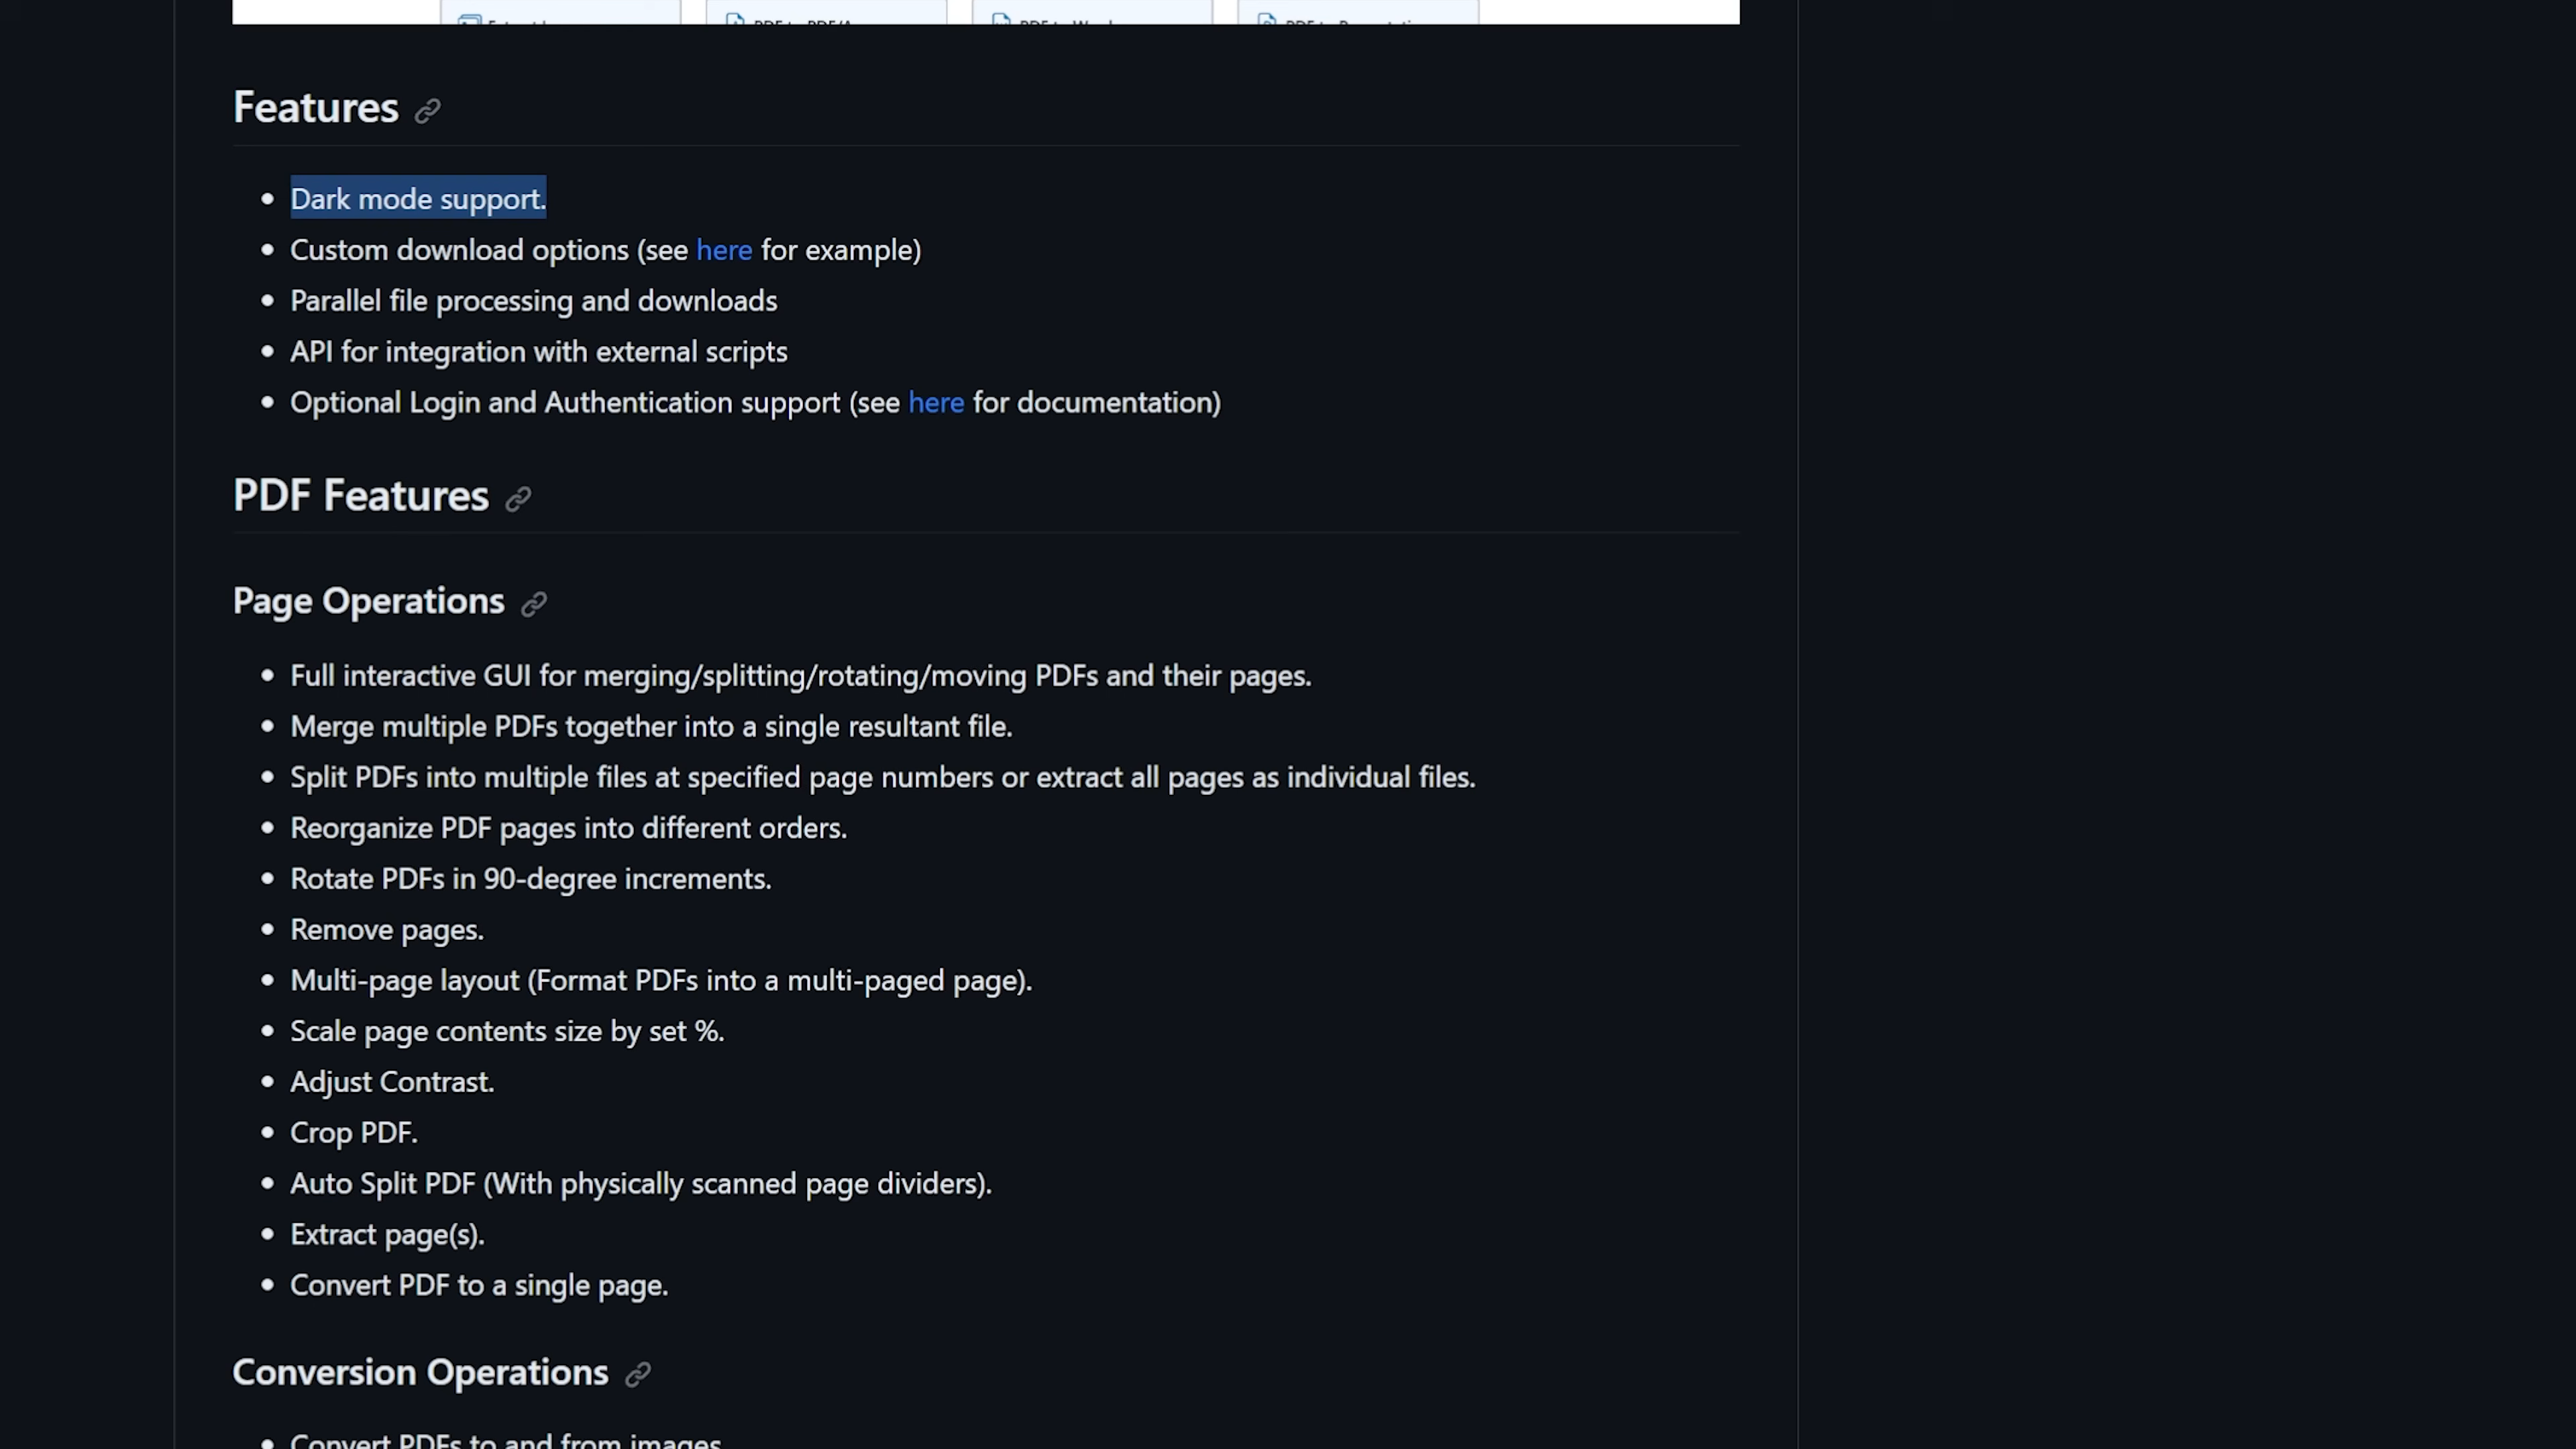 Features
Dark mode support.
Custom download options (see here for example)
Parallel file processing and downloads
API for integration with external scripts
Optional Login and Authentication support (see here for documentation)
PDF Features
Page Operations
Full interactive GUI for merging/splitting/rotating/moving PDFs and their pages.
Merge multiple PDFs together into a single resultant file.
Split PDFs into multiple files at specified page numbers or extract all pages as individual files.
Reorganize PDF pages into different orders.
Rotate PDFs in 90-degree increments.
Remove pages.
Multi-page layout (Format PDFs into a multi-paged page).
Scale page contents size by set %.
Adjust Contrast.
Crop PDF.
Auto Split PDF (With physically scanned page dividers).
Extract page(s).
Convert PDF to a single page.
Conversion Operations
Convert PDFs to and from images